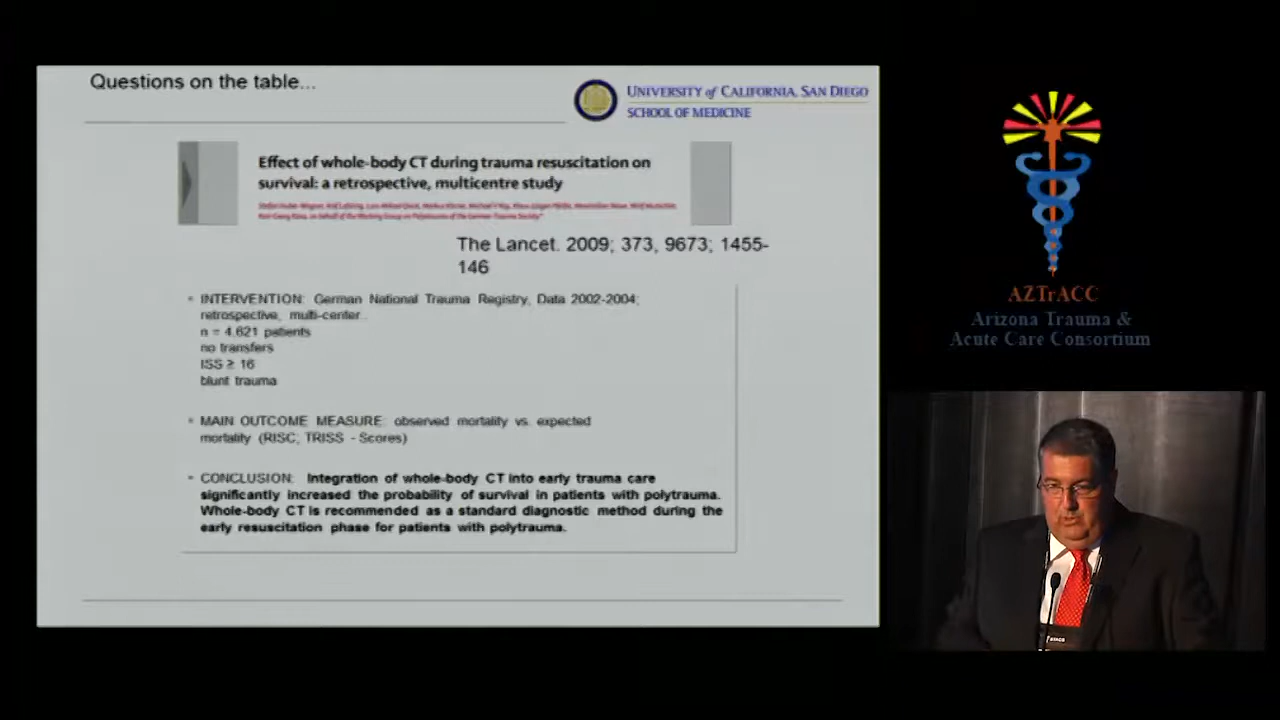 Questions on the table...
UNIVERSITY of CALIFORNIA, SAN DIEGO
SCHOOL OF MEDICINE
Effect of whole-body CT during trauma resuscitation on
survival: a retrospective, multicentre study
The Lancet. 2009; 373, 9673; 1455-
146
INTERVENTION: German National Trauma Registry, Data 2002-2004;
retrospective, multi-center
n = 4.621 patients
no transfers
ISS ≥ 16
blunt trauma
MAIN OUTCOME MEASURE: observed mortality vs. expected
mortality (RISC, TRISS - Scores)
CONCLUSION: Integration of whole-body CT into early trauma care
significantly increased the probability of survival in patients with polytrauma.
Whole-body CT is recommended as a standard diagnostic method during the
early resuscitation phase for patients with polytrauma.
AZTrACC
Arizona Trauma &
Acute Care Consortium